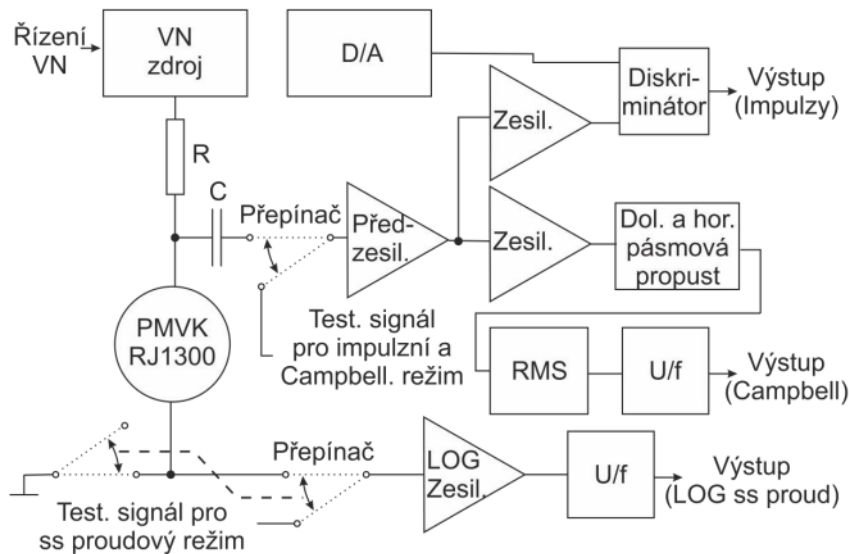 Řízení
VN
VN
zdroj
D/A
Diskri-
minátor
Výstup
(Impulzy)
Zesil.
R
C
Přepínač
Před-
zesil.
Zesil.
Dol. a hor.
pásmová
propust
PMVK
RJ1300
Test. signál
pro impulzní a
Campbell. režim
RMS
U/f
Výstup
(Campbell)
Přepínač
LOG
Zesil.
U/f
Výstup
(LOG ss proud)
Test. signál pro
ss proudový režim